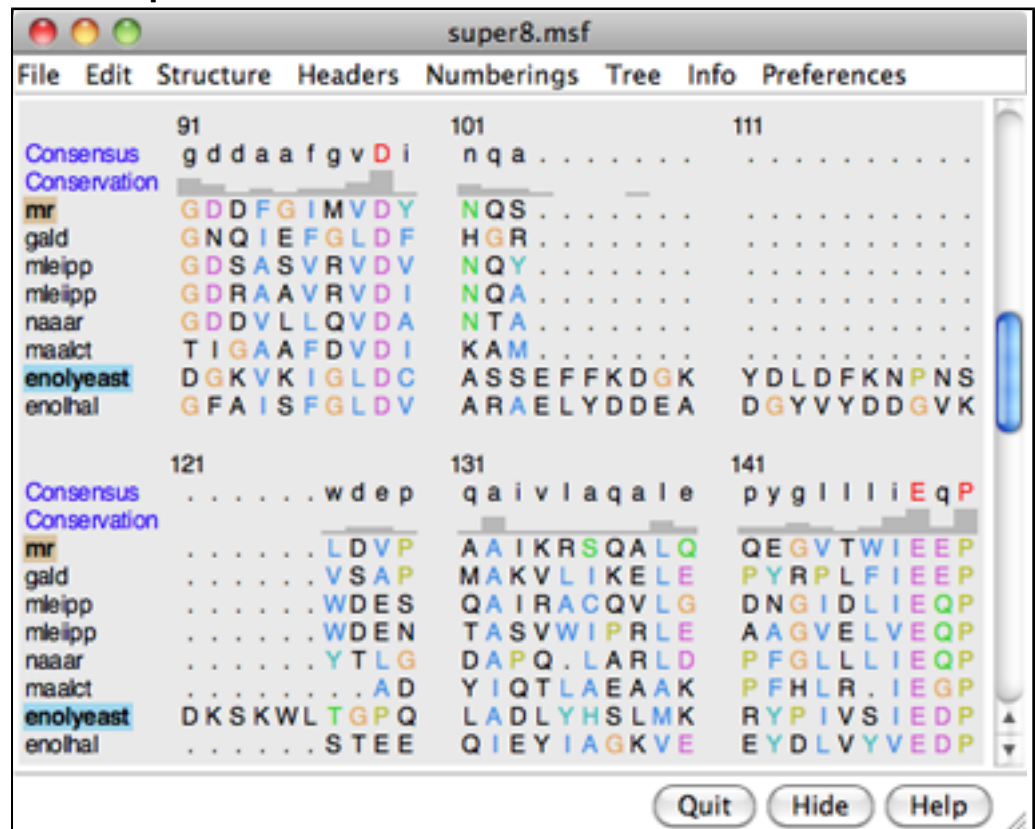 super8.msf
File Edit Structure Headers Numberings Tree Info Preferences
91 101 111
Consensus g d d a a f g v D i n q a . . . . . . . . . . . . . . . . .
Conservation
mr G D D F G I M V D Y N Q S . . . . . . . . . . . . . . . . .
gald G N Q I E F G L D F H G R . . . . . . . . . . . . . . . . .
mleipp G D S A S V R V D V N Q Y . . . . . . . . . . . . . . . . .
mleiipp G D R A A V R V D I N Q A . . . . . . . . . . . . . . . . .
naaar G D D V L L Q V D A N T A . . . . . . . . . . . . . . . . .
maalct T I G A A F D V D I K A M . . . . . . . . . . . . . . . . .
enolyeast D G K V K I G L D C A S S E F F K D G K Y D L D F K N P N S
enolhal G F A I S F G L D V A R A E L Y D D E A D G Y V Y D D G V K
121 131 141
Consensus . . . . . . w d e p q a i v l a q a l e p y g l l l i E q P
Conservation
mr . . . . . . L D V P A A I K R S Q A L Q Q E G V T W I E E P
gald . . . . . . V S A P M A K V L I K E L E P Y R P L F I E E P
mleipp . . . . . . W D E S Q A I R A C Q V L G D N G I D L I E Q P
mleiipp . . . . . . W D E N T A S V W I P R L E A A G V E L V E Q P
naaar . . . . . . Y T L G D A P Q . L A R L D P F G L L L I E Q P
maalct . . . . . . . . A D Y I Q T L A E A A K P F H L R . I E G P
enolyeast D K S K W L T G P Q L A D L Y H S L M K R Y P I V S I E D P
enolhal . . . . . . S T E E Q I E Y I A G K V E E Y D L V Y V E D P
Quit Hide Help